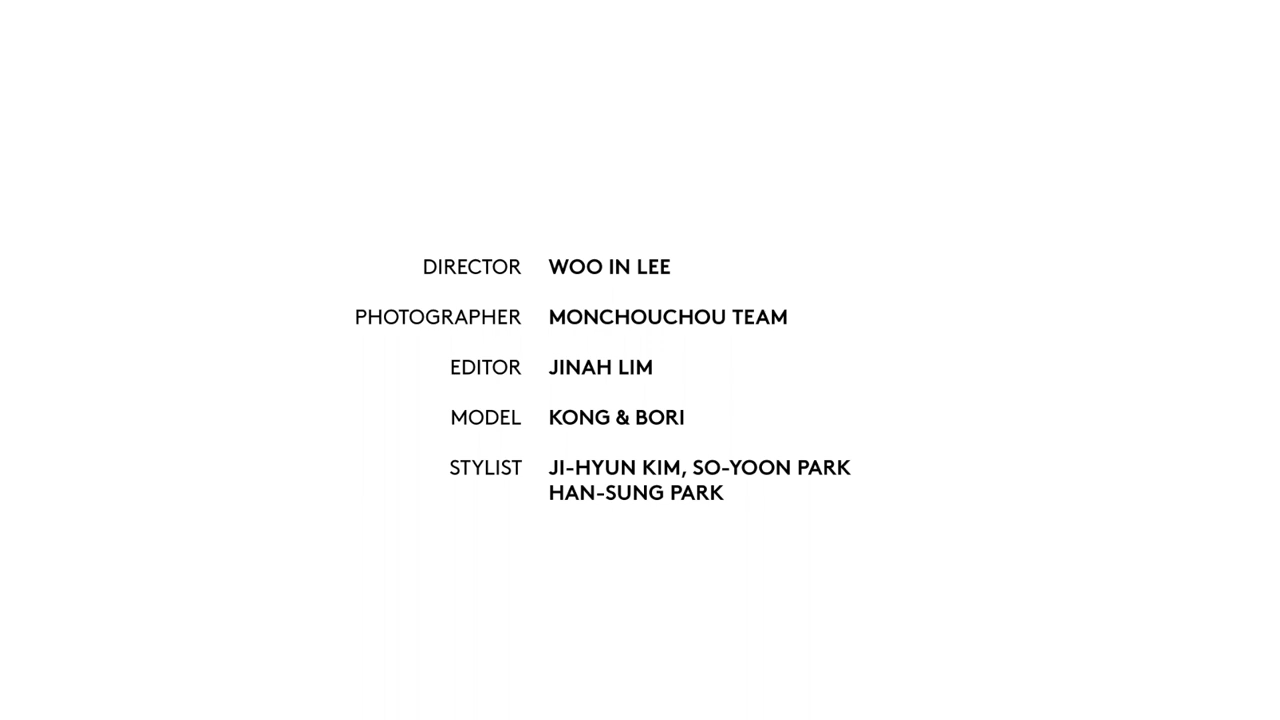 DIRECTOR WOO IN LEE
PHOTOGRAPHER MONCHOUCHOU TEAM
EDITOR JINAH LIM
MODEL KONG & BORI
STYLIST JI-HYUN KIM, SO-YOON PARK
HAN-SUNG PARK